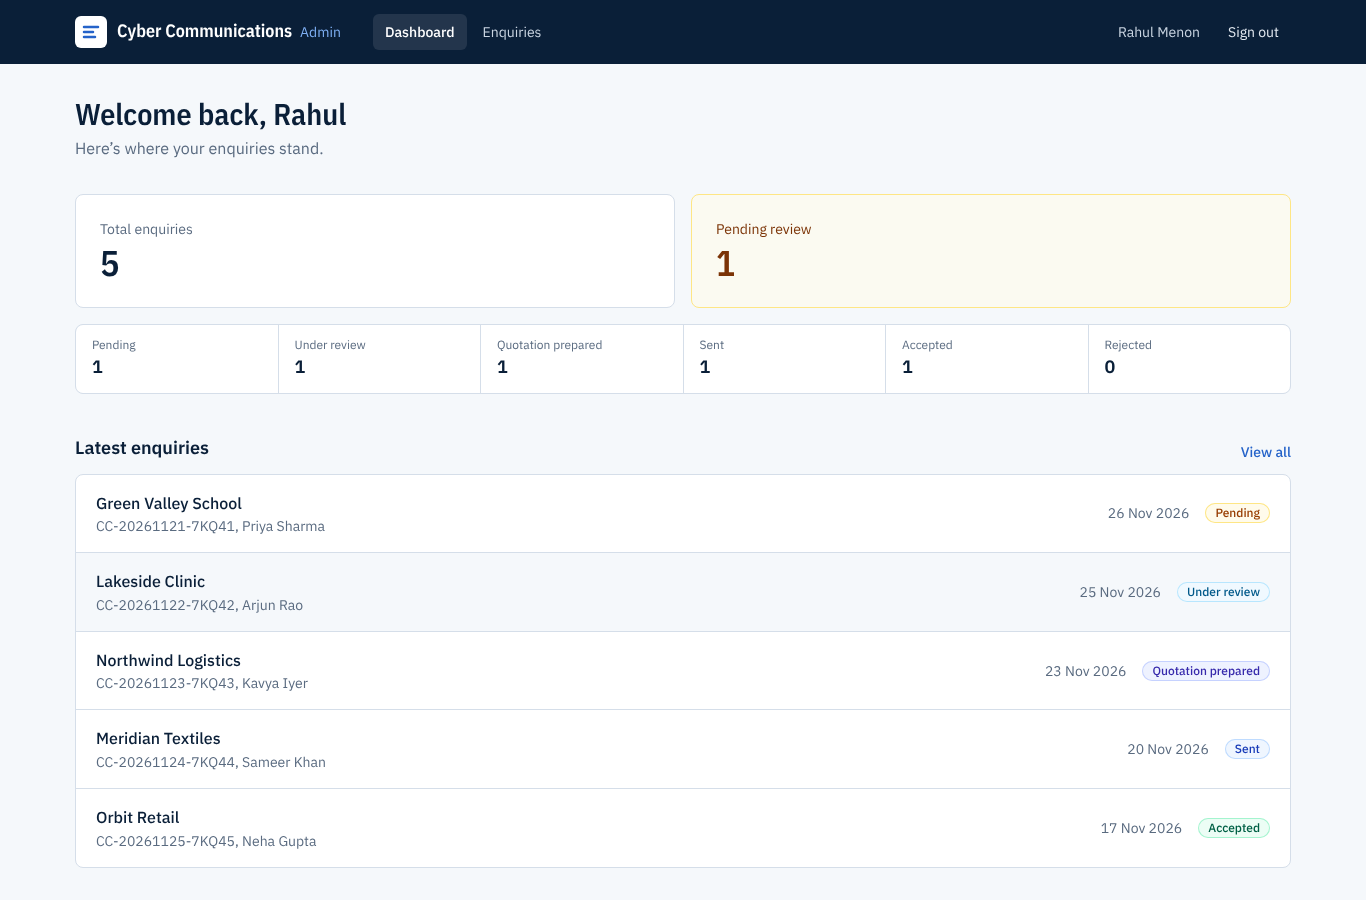 Cyber Communications Admin Dashboard Enquiries Rahul Menon Sign out
Welcome back, Rahul
Here’s where your enquiries stand.
Total enquiries
5
Pending review
1
Pending
1
Under review
1
Quotation prepared
1
Sent
1
Accepted
1
Rejected
0
Latest enquiries
View all
Green Valley School
CC-20261121-7KQ41, Priya Sharma
26 Nov 2026 Pending
Lakeside Clinic
CC-20261122-7KQ42, Arjun Rao
25 Nov 2026 Under review
Northwind Logistics
CC-20261123-7KQ43, Kavya Iyer
23 Nov 2026 Quotation prepared
Meridian Textiles
CC-20261124-7KQ44, Sameer Khan
20 Nov 2026 Sent
Orbit Retail
CC-20261125-7KQ45, Neha Gupta
17 Nov 2026 Accepted